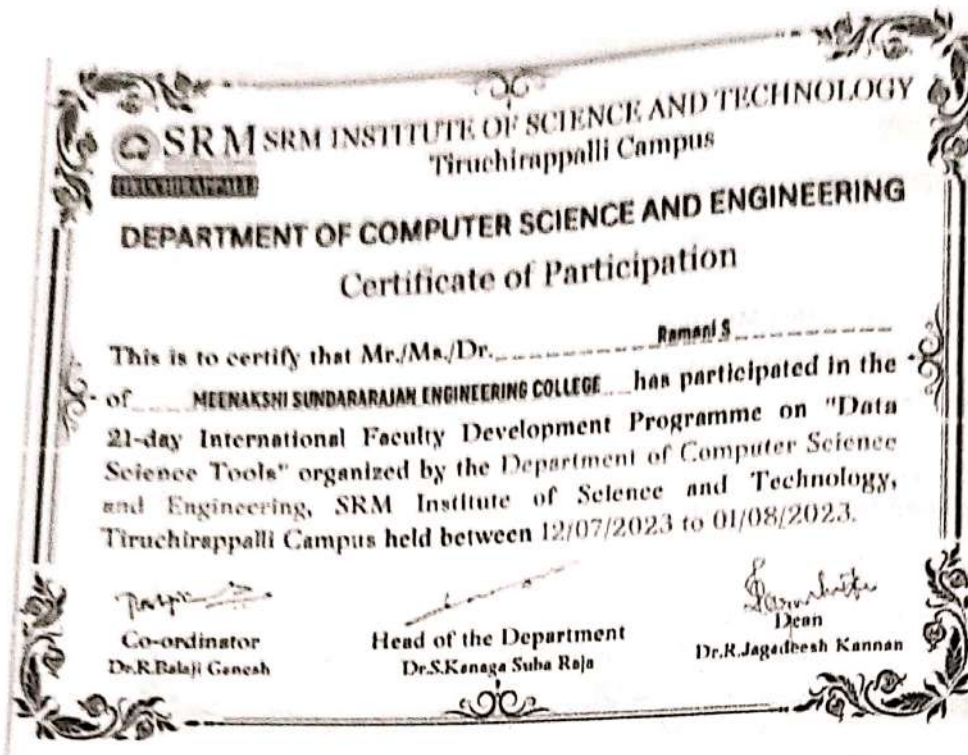 SRM SRM INSTITUTE OF SCIENCE AND TECHNOLOGY
TIRUCHIRAPPALLI Tiruchirappalli Campus
DEPARTMENT OF COMPUTER SCIENCE AND ENGINEERING
Certificate of Participation
This is to certify that Mr./Ms./Dr. Ramani S
of MEENAKSHI SUNDARARAJAN ENGINEERING COLLEGE has participated in the
21-day International Faculty Development Programme on "Data
Science Tools" organized by the Department of Computer Science
and Engineering, SRM Institute of Science and Technology,
Tiruchirappalli Campus held between 12/07/2023 to 01/08/2023.
Co-ordinator Head of the Department Dean
Dr.R.Balaji Ganesh Dr.S.Kanaga Suba Raja Dr.R.Jagadeesh Kannan